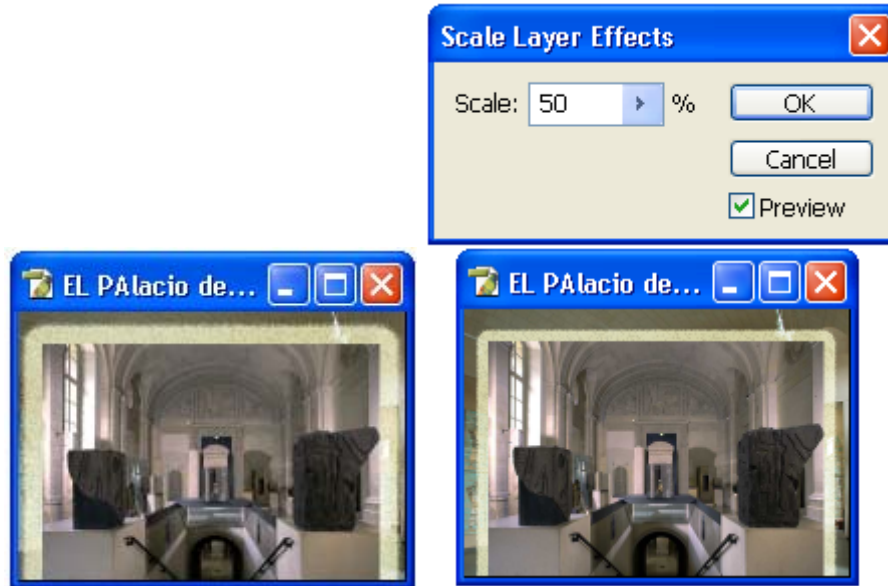 Scale Layer Effects
Scale: 50 %
OK
Cancel
Preview
EL PAlacio de...
EL PAlacio de...